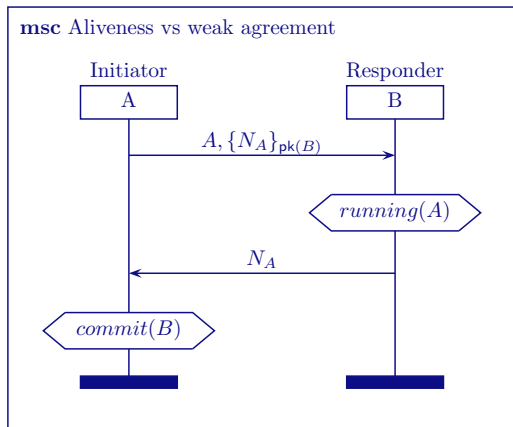 msc Aliveness vs weak agreement
Initiator Responder
A B
A, {N_A}_pk(B)
running(A)
N_A
commit(B)